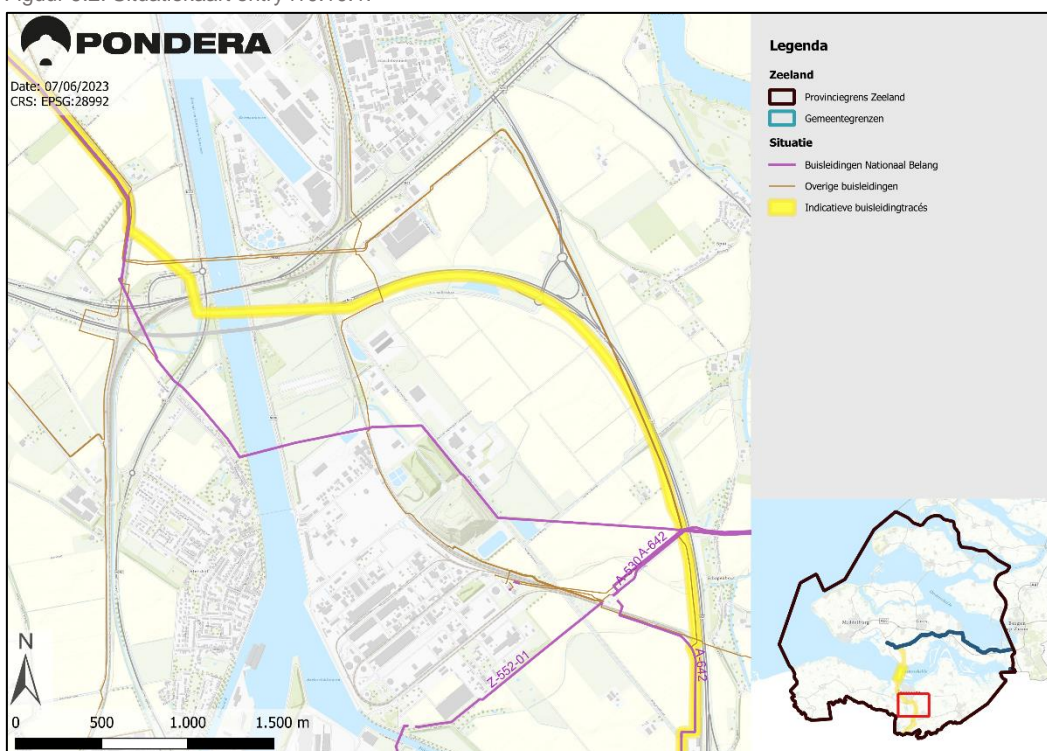 PONDERA
Date: 07/06/2023
CRS: EPSG:28992
A-530
A-642
Z-552-01
A-642
N
0 500 1.000 1.500 m
Legenda
Zeeland
Provinciegrens Zeeland
Gemeentegrenzen
Situatie
Buisleidingen Nationaal Belang
Overige buisleidingen
Indicatieve buisleidingtracés
Middelburg